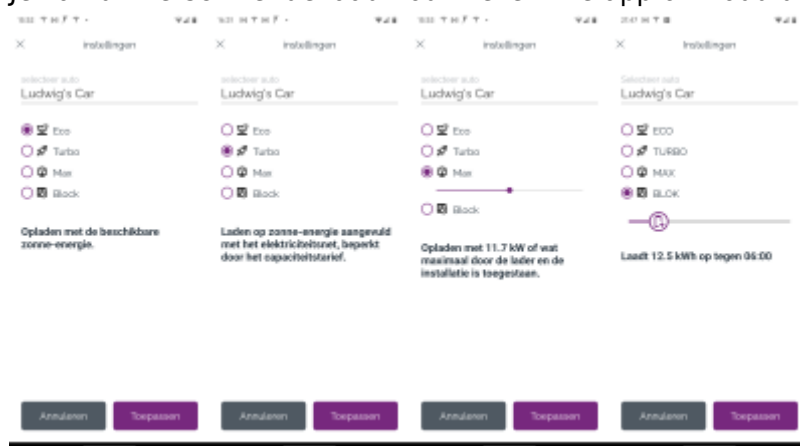 Instellingen
selecteer auto
Ludwig's Car
Eco
Turbo
Max
Block
Opladen met de beschikbare
zonne-energie.
Annuleren
Toepassen
Instellingen
selecteer auto
Ludwig's Car
Eco
Turbo
Max
Block
Laden op zonne-energie aangevuld
met het elektriciteitsnet, beperkt
door het capaciteitstarief.
Annuleren
Toepassen
Instellingen
selecteer auto
Ludwig's Car
Eco
Turbo
Max
Block
Opladen met 11.7 kW of wat
maximaal door de lader en de
installatie is toegestaan.
Annuleren
Toepassen
21:47
Instellingen
Selecteer auto
Ludwig's Car
ECO
TURBO
MAX
BLOK
Laadt 12.5 kWh op tegen 06:00
Annuleren
Toepassen